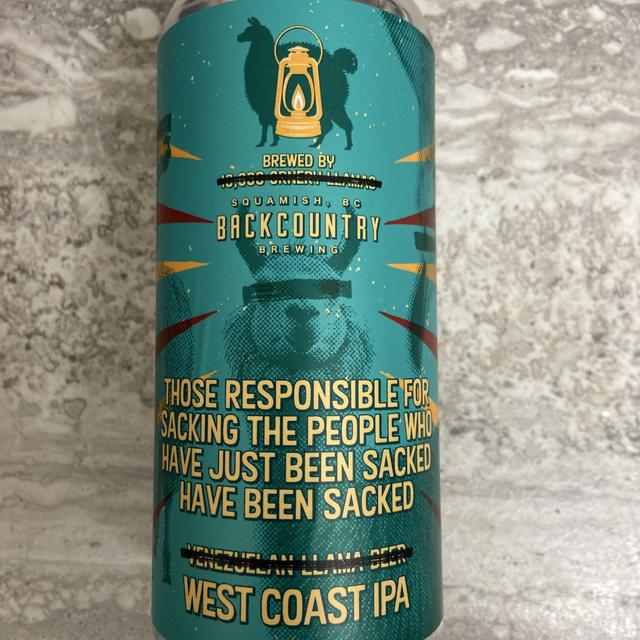 BREWED BY
10,000 ORNERY LLAMAS
SQUAMISH, BC
BACKCOUNTRY
BREWING
THOSE RESPONSIBLE FOR
SACKING THE PEOPLE WHO
HAVE JUST BEEN SACKED
HAVE BEEN SACKED
VENEZUELAN LLAMA BEER
WEST COAST IPA